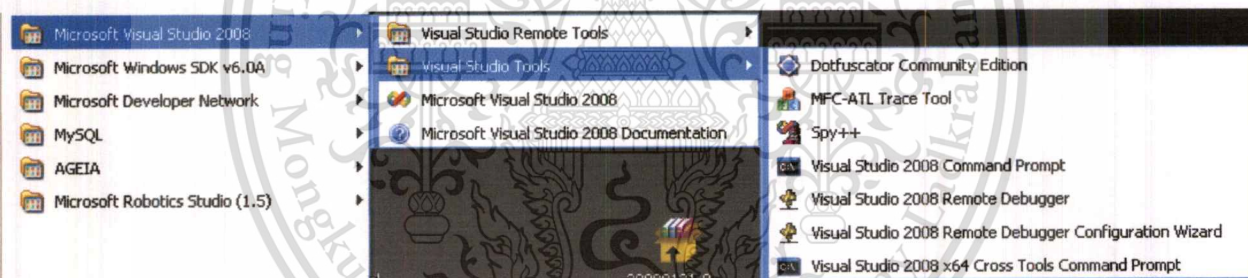 Microsoft Visual Studio 2008
Microsoft Windows SDK v6.0A
Microsoft Developer Network
MySQL
AGEIA
Microsoft Robotics Studio (1.5)
Visual Studio Remote Tools
Visual Studio Tools
Microsoft Visual Studio 2008
Microsoft Visual Studio 2008 Documentation
Dotfuscator Community Edition
MFC-ATL Trace Tool
Spy++
Visual Studio 2008 Command Prompt
Visual Studio 2008 Remote Debugger
Visual Studio 2008 Remote Debugger Configuration Wizard
Visual Studio 2008 x64 Cross Tools Command Prompt